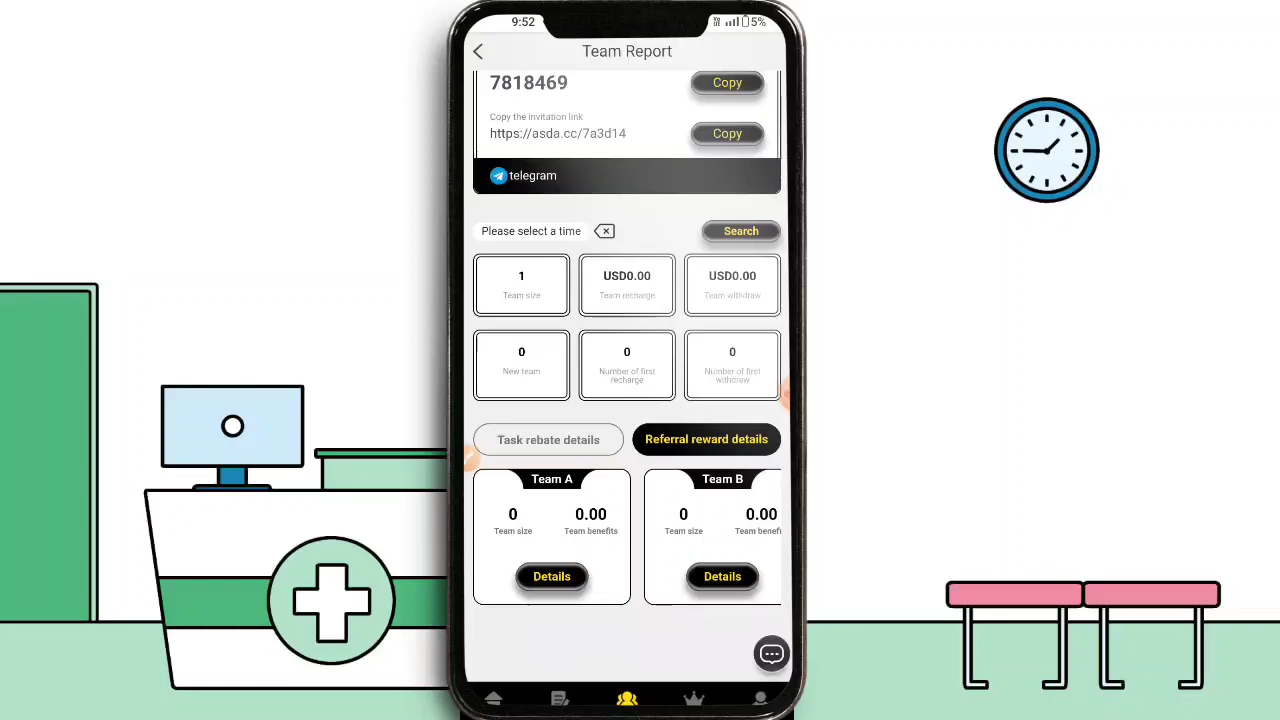 9:52
5%
Team Report
7818469
Copy
Copy the invitation link
https://asda.cc/7a3d14
Copy
telegram
Please select a time
Search
1
USD0.00
USD0.00
Team size
Team recharge
Team withdraw
0
0
0
New team
Number of first
recharge
Number of first
withdraw
Task rebate details
Referral reward details
Team A
Team B
0
0.00
0
0.00
Team size
Team benefits
Team size
Team benef
Details
Details